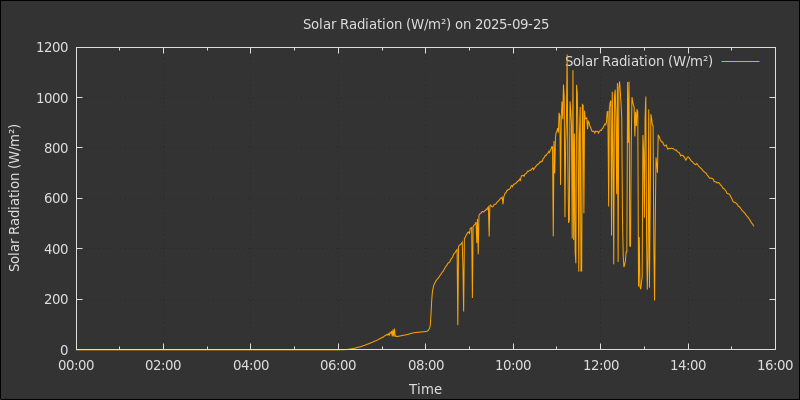 Solar Radiation (W/m²) on 2025-09-25
Solar Radiation (W/m²)
Solar Radiation (W/m²)
1200
1000
800
600
400
200
0
00:00 02:00 04:00 06:00 08:00 10:00 12:00 14:00 16:00
Time